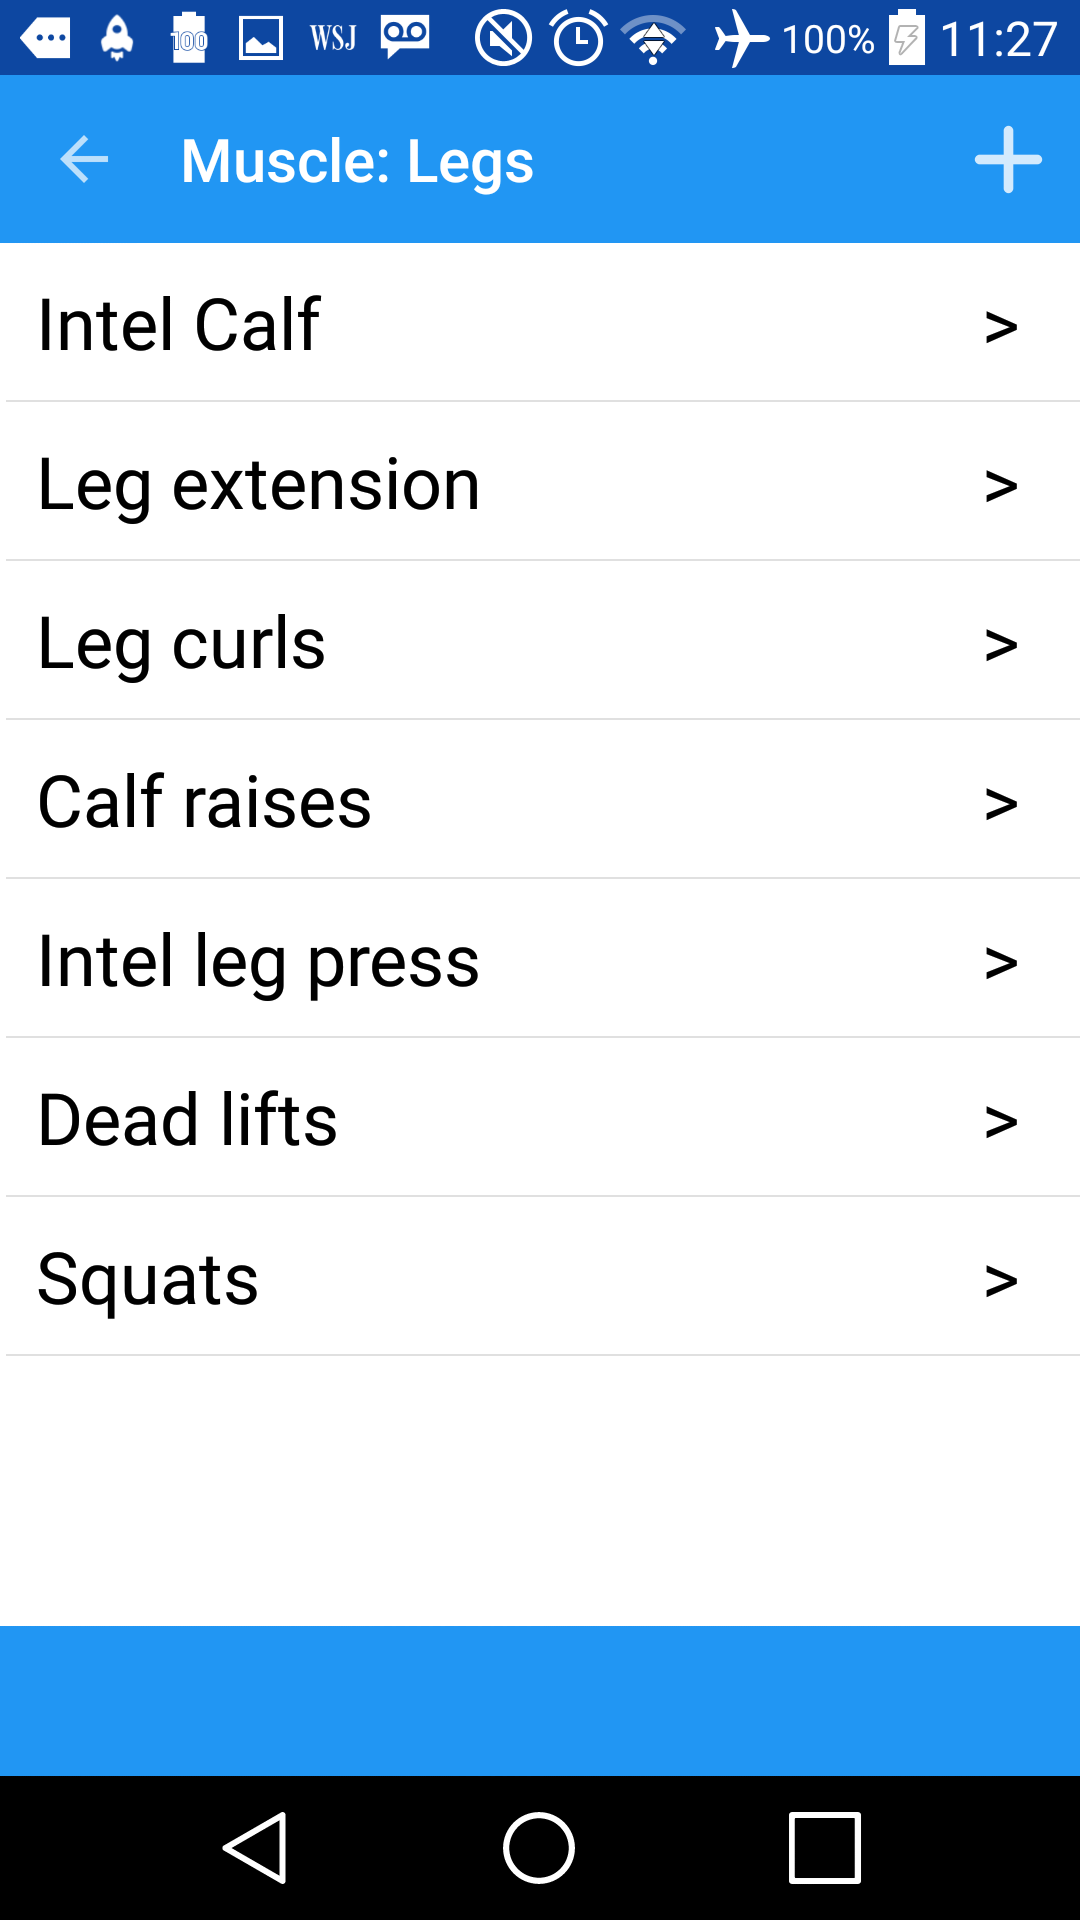 100 WSJ 100% 11:27
Muscle: Legs
Intel Calf >
Leg extension >
Leg curls >
Calf raises >
Intel leg press >
Dead lifts >
Squats >